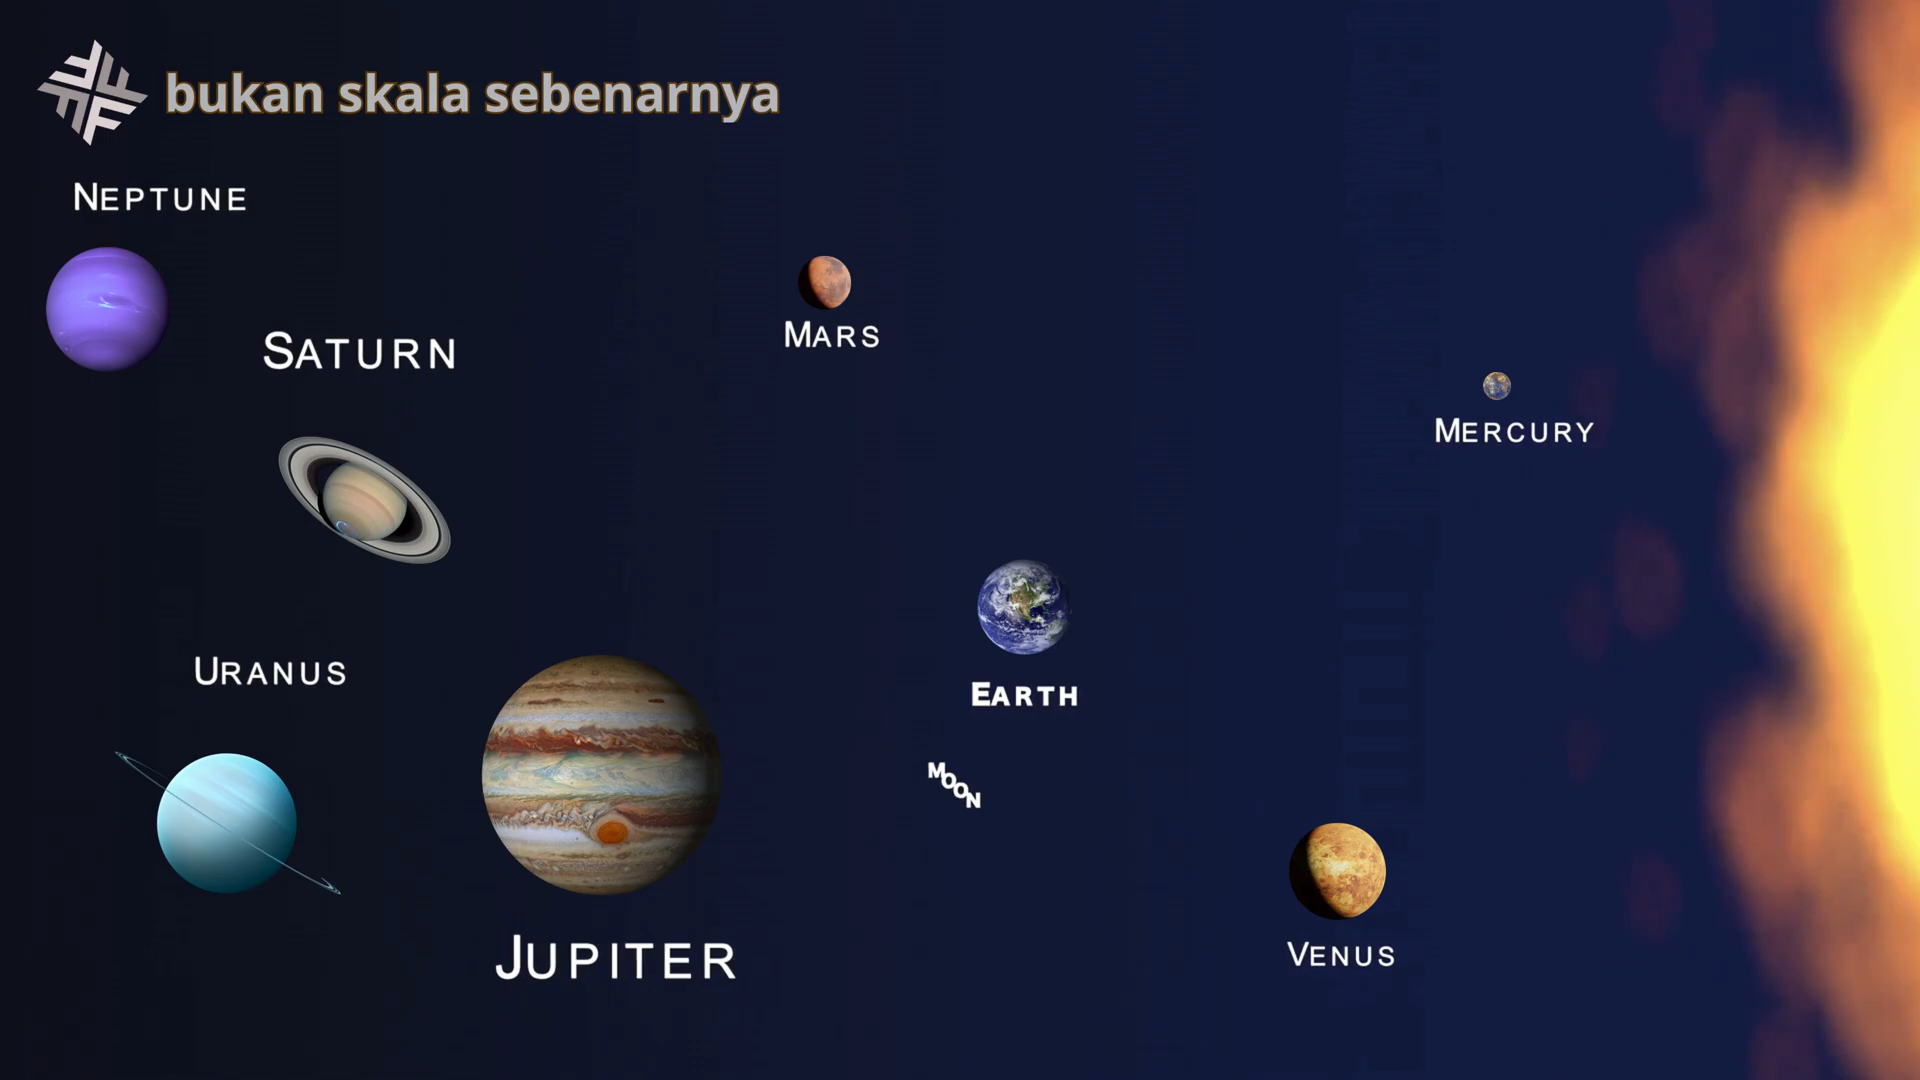 bukan skala sebenarnya
NEPTUNE
SATURN
MARS
MERCURY
URANUS
EARTH
MOON
JUPITER
VENUS